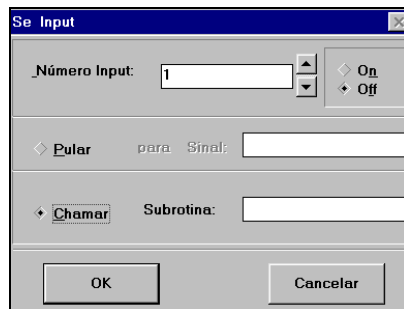 Se Input
Número Input: 1
On
Off
Pular para Sinal:
Chamar Subrotina:
OK Cancelar